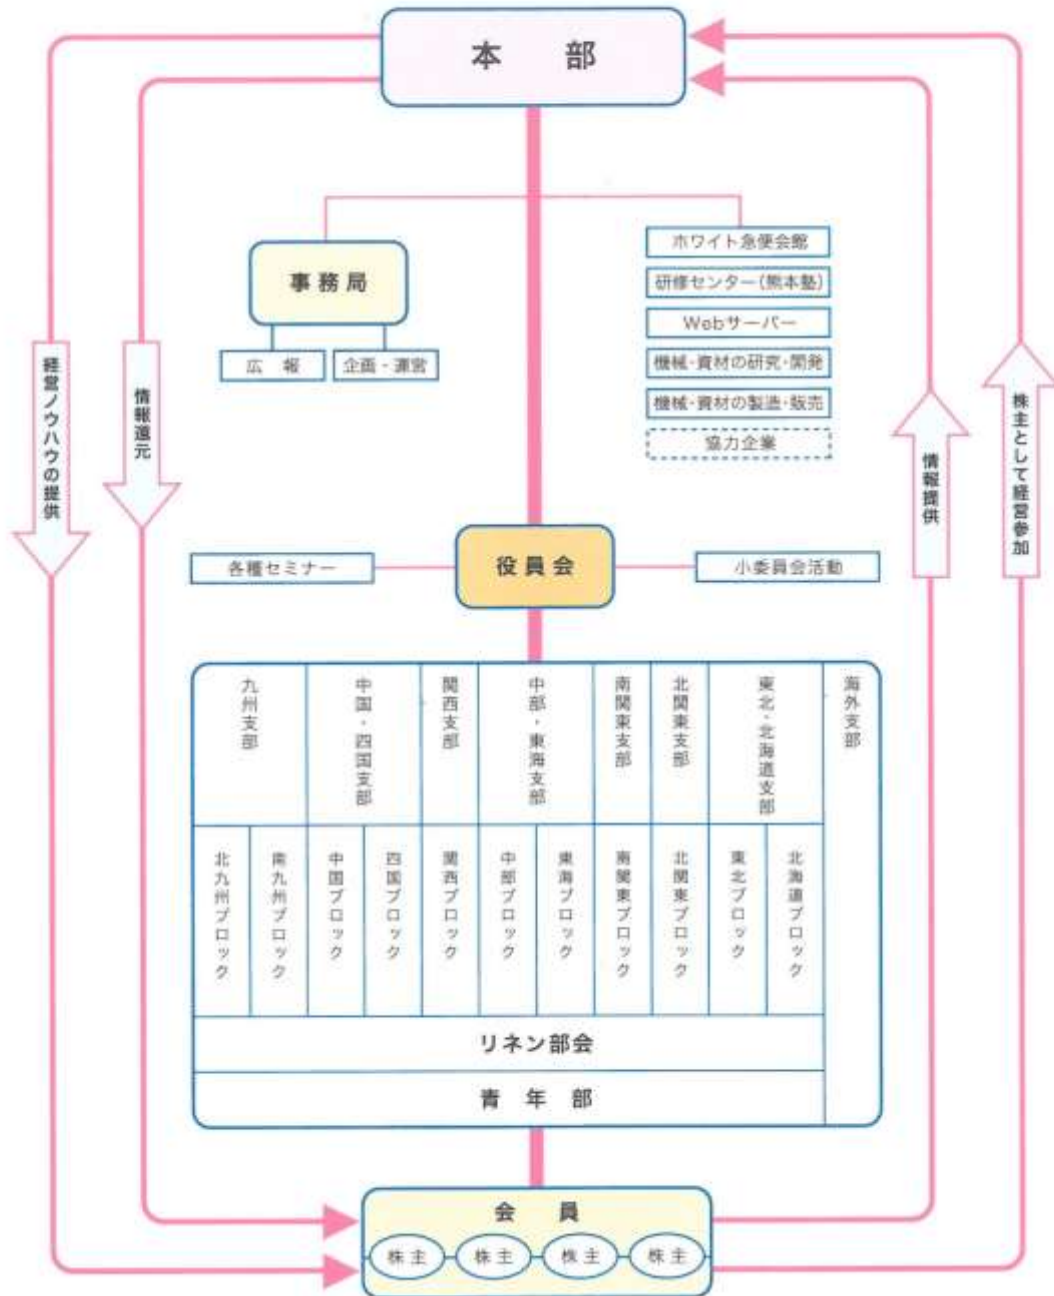 本部
事務局
広報
企画・運営
ホワイト急便会館
研修センター(熊本塾)
Webサーバー
機械・資材の研究・開発
機械・資材の製造・販売
協力企業
経営ノウハウの提供
情報還元
情報提供
株主として経営参加
各種セミナー
役員会
小委員会活動
九州支部
中国・四国支部
関西支部
中部・東海支部
南関東支部
北関東支部
東北・北海道支部
海外支部
北九州ブロック
南九州ブロック
中国ブロック
四国ブロック
関西ブロック
中部ブロック
東海ブロック
南関東ブロック
北関東ブロック
東北ブロック
北海道ブロック
リネン部会
青年部
会員
株主
株主
株主
株主